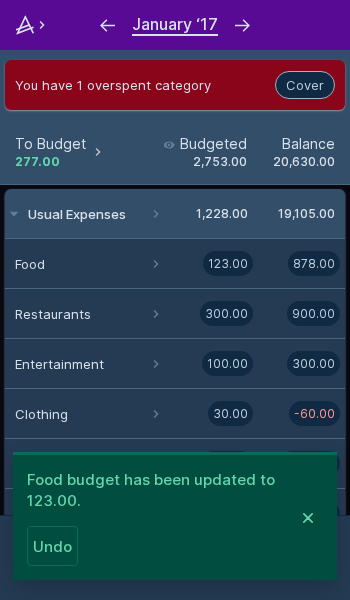 January ‘17
You have 1 overspent category Cover
To Budget Budgeted Balance
277.00 2,753.00 20,630.00
Usual Expenses 1,228.00 19,105.00
Food 123.00 878.00
Restaurants 300.00 900.00
Entertainment 100.00 300.00
Clothing 30.00 -60.00
Food budget has been updated to
123.00.
Undo